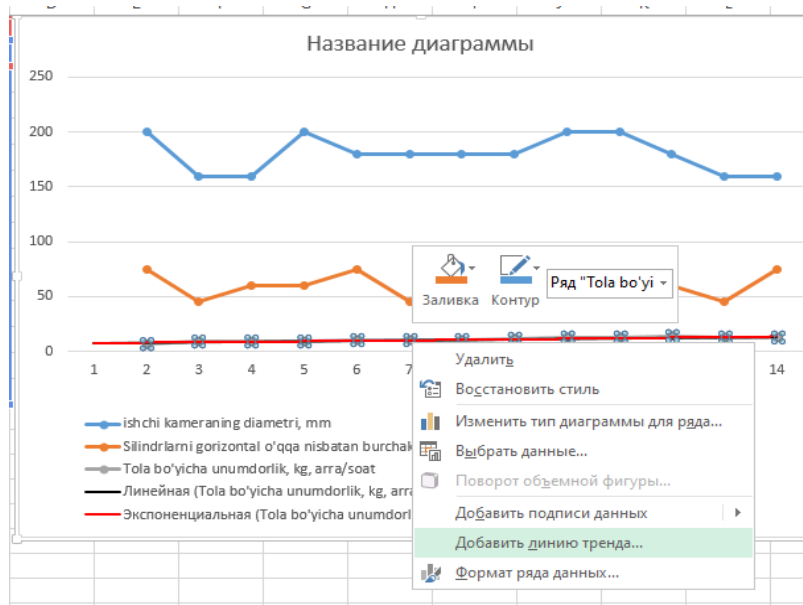 Название диаграммы
250
200
150
100
50
0
1 2 3 4 5 6 7 14
Заливка Контур Ряд "Tola bo'yi
Удалить
Восстановить стиль
Изменить тип диаграммы для ряда...
Выбрать данные...
Поворот объемной фигуры...
Добавить подписи данных
Добавить линию тренда...
Формат ряда данных...
ishchi kameraning diametri, mm
Silindrlarni gorizontal o'qqa nisbatan burchak
Tola bo'yicha unumdorlik, kg, arra/soat
Линейная (Tola bo'yicha unumdorlik, kg, arra
Экспоненциальная (Tola bo'yicha unumdorl